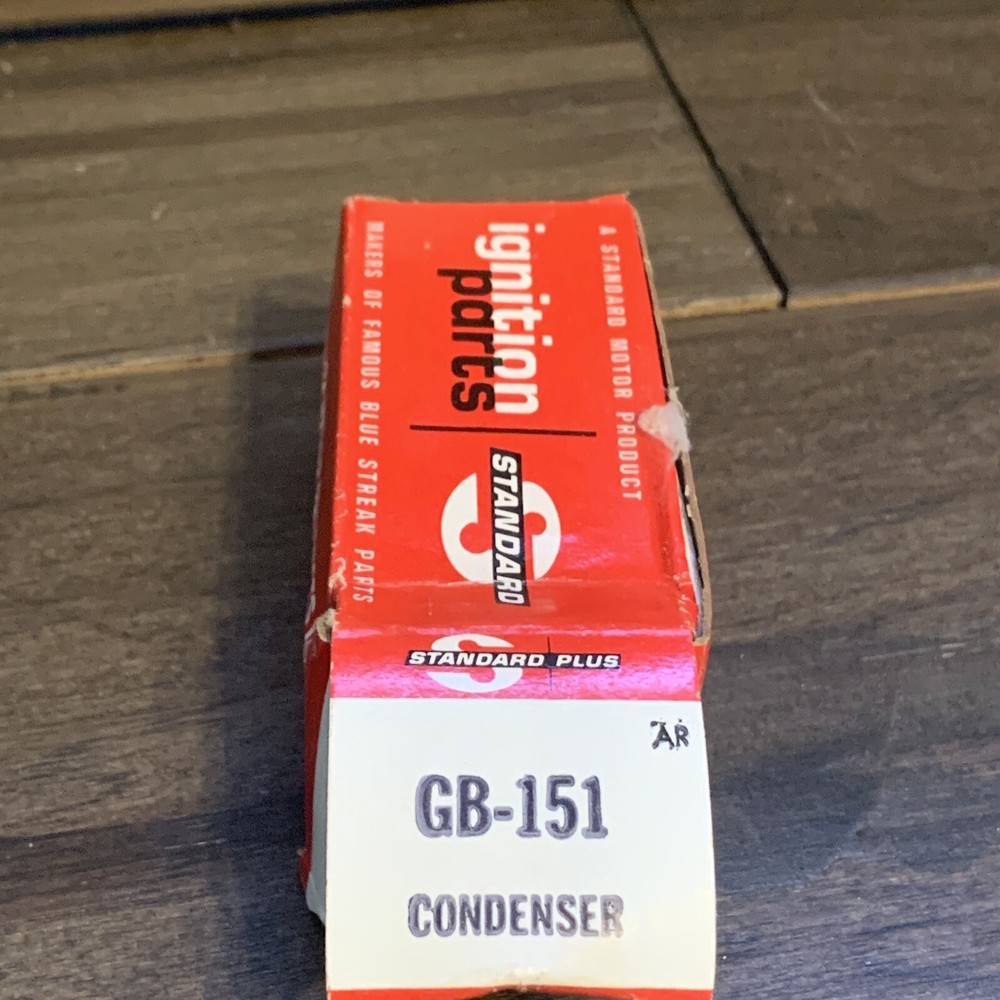 A STANDARD MOTOR PRODUCT
ignition
parts
STANDARD
MAKERS OF FAMOUS BLUE STREAK PARTS
STANDARD PLUS
AR
GB-151
CONDENSER